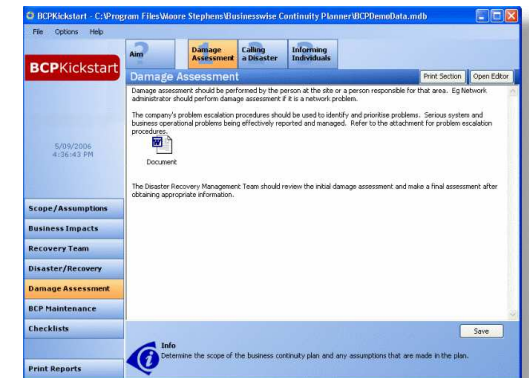 BCPKickstart - C:\Program Files\Moore Stephens\Businesswise Continuity Planner\BCPDemoData.mdb
File Options Help
BCPKickstart
Aim
Damage Assessment
Calling a Disaster
Informing Individuals
Damage Assessment
Print Section
Open Editor
Damage assessment should be performed by the person at the site or a person responsible for that area. Eg Network
administrator should perform damage assessment if it is a network problem.
The company's problem escalation procedures should be used to identify and prioritise problems. Serious system and
business operational problems being effectively reported and managed. Refer to the attachment for problem escalation
procedures.
Document
The Disaster Recovery Management Team should review the initial damage assessment and make a final assessment after
obtaining appropriate information.
5/09/2006
4:36:43 PM
Scope/Assumptions
Business Impacts
Recovery Team
Disaster/Recovery
Damage Assessment
BCP Maintenance
Checklists
Print Reports
Save
Info
Determine the scope of the business continuity plan and any assumptions that are made in the plan.